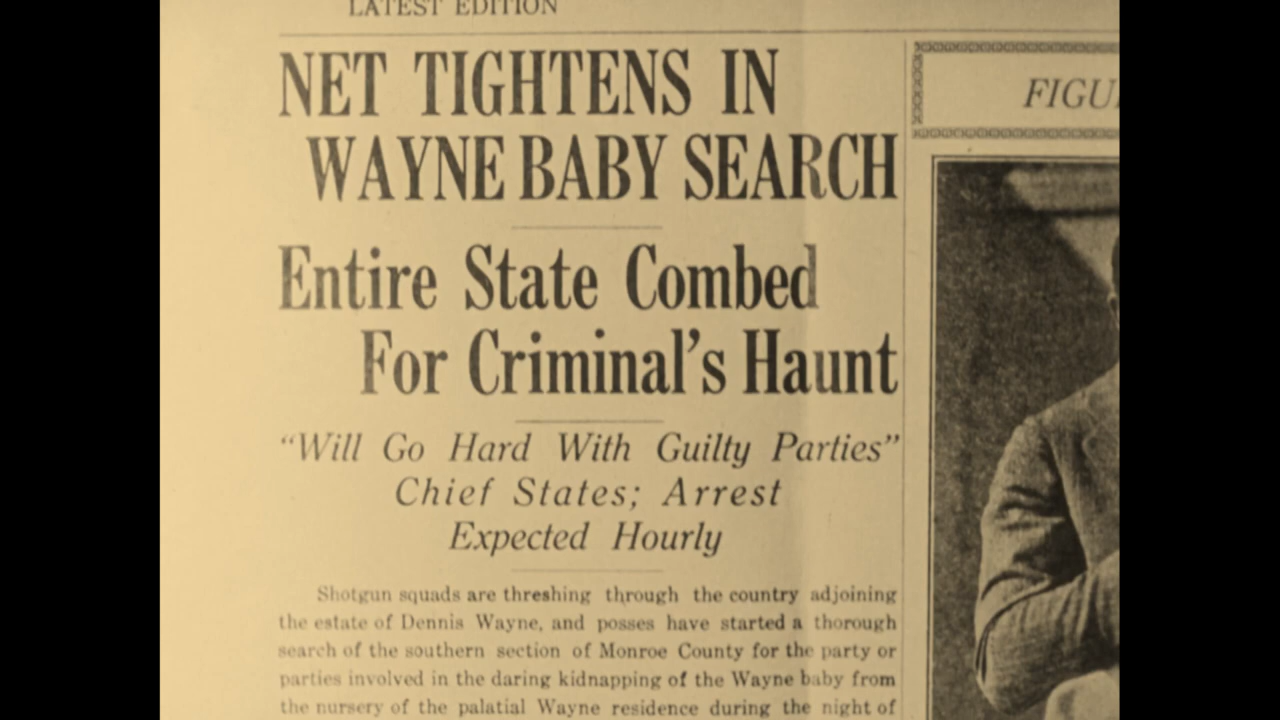 LATEST EDITION
NET TIGHTENS IN
WAYNE BABY SEARCH
Entire State Combed
For Criminal's Haunt
"Will Go Hard With Guilty Parties"
Chief States; Arrest
Expected Hourly
Shotgun squads are threshing through the country adjoining
the estate of Dennis Wayne, and posses have started a thorough
search of the southern section of Monroe County for the party or
parties involved in the daring kidnapping of the Wayne baby from
the nursery of the palatial Wayne residence during the night of
FIGU